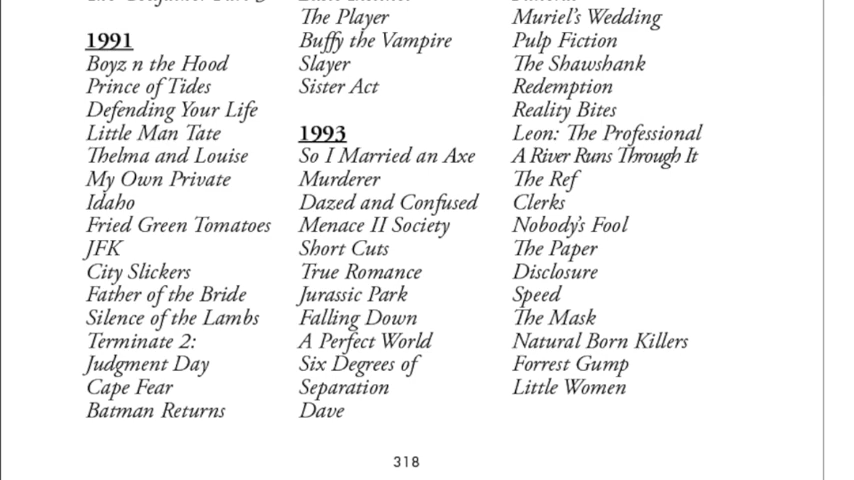 1991
Boyz n the Hood
Prince of Tides
Defending Your Life
Little Man Tate
Thelma and Louise
My Own Private
Idaho
Fried Green Tomatoes
JFK
City Slickers
Father of the Bride
Silence of the Lambs
Terminate 2:
Judgment Day
Cape Fear
Batman Returns
The Player
Buffy the Vampire
Slayer
Sister Act
1993
So I Married an Axe
Murderer
Dazed and Confused
Menace II Society
Short Cuts
True Romance
Jurassic Park
Falling Down
A Perfect World
Six Degrees of
Separation
Dave
Muriel's Wedding
Pulp Fiction
The Shawshank
Redemption
Reality Bites
Leon: The Professional
A River Runs Through It
The Ref
Clerks
Nobody's Fool
The Paper
Disclosure
Speed
The Mask
Natural Born Killers
Forrest Gump
Little Women
318